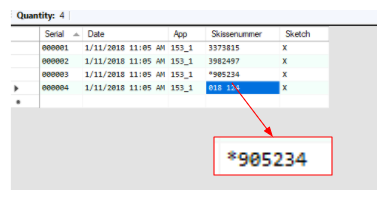 Quantity: 4
Serial Date App Skissenummer Sketch
000001 1/11/2018 11:05 AM 153_1 3373815 X
000002 1/11/2018 11:05 AM 153_1 3982497 X
000003 1/11/2018 11:05 AM 153_1 *905234 X
000004 1/11/2018 11:05 AM 153_1 018 124 X
*905234